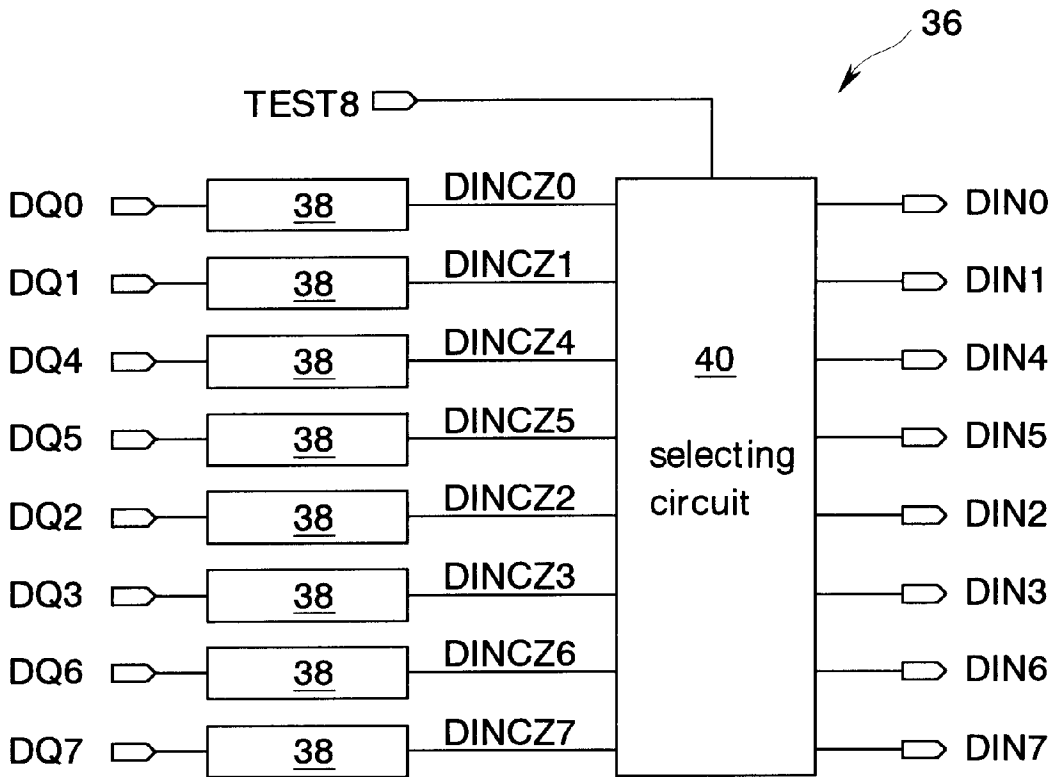 36
TEST8
DQ0 38 DINCZ0 DIN0
DQ1 38 DINCZ1 DIN1
DQ4 38 DINCZ4 40 DIN4
DQ5 38 DINCZ5 selecting DIN5
DQ2 38 DINCZ2 circuit DIN2
DQ3 38 DINCZ3 DIN3
DQ6 38 DINCZ6 DIN6
DQ7 38 DINCZ7 DIN7